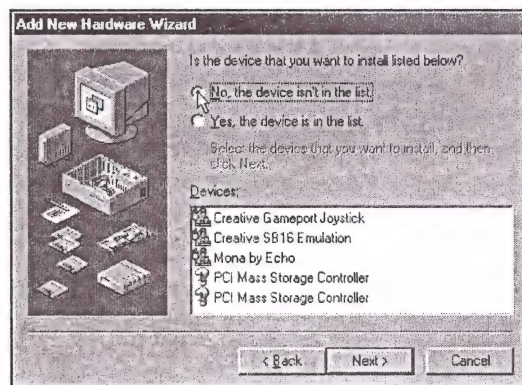 Add New Hardware Wizard
Is the device that you want to install listed below?
No, the device isn't in the list.
Yes, the device is in the list.
Select the device that you want to install, and then
click Next.
Devices:
Creative Gameport Joystick
Creative SB16 Emulation
Mona by Echo
PCI Mass Storage Controller
PCI Mass Storage Controller
< Back
Next >
Cancel